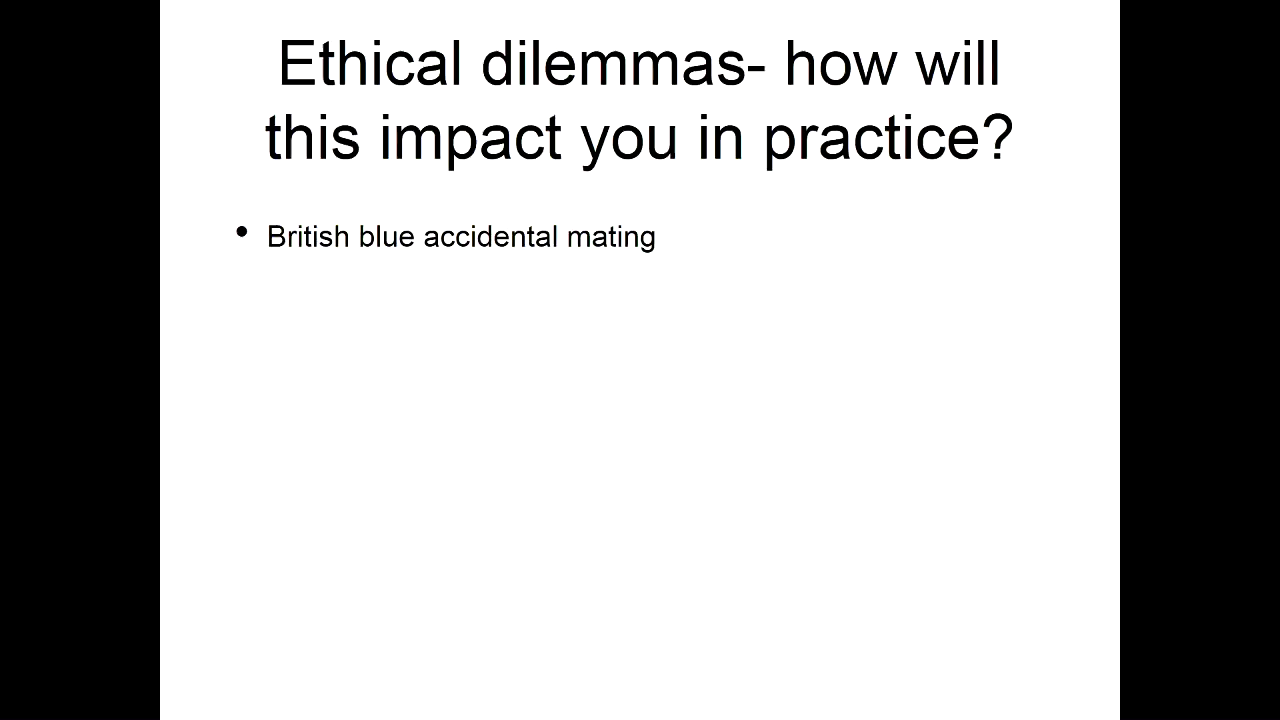 Ethical dilemmas- how will
this impact you in practice?
• British blue accidental mating